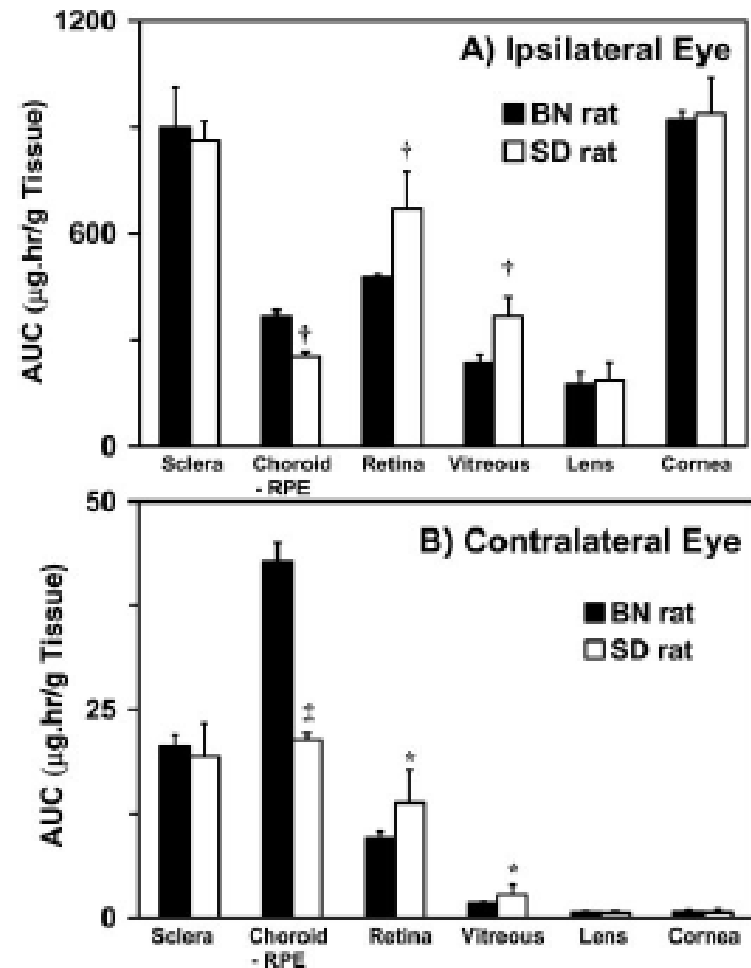 1200
A) Ipsilateral Eye
BN rat
SD rat
AUC (μg.hr/g Tissue)
600
†
†
†
0
Sclera Choroid - RPE Retina Vitreous Lens Cornea
50
B) Contralateral Eye
BN rat
SD rat
AUC (μg.hr/g Tissue)
25
‡
*
*
0
Sclera Choroid - RPE Retina Vitreous Lens Cornea